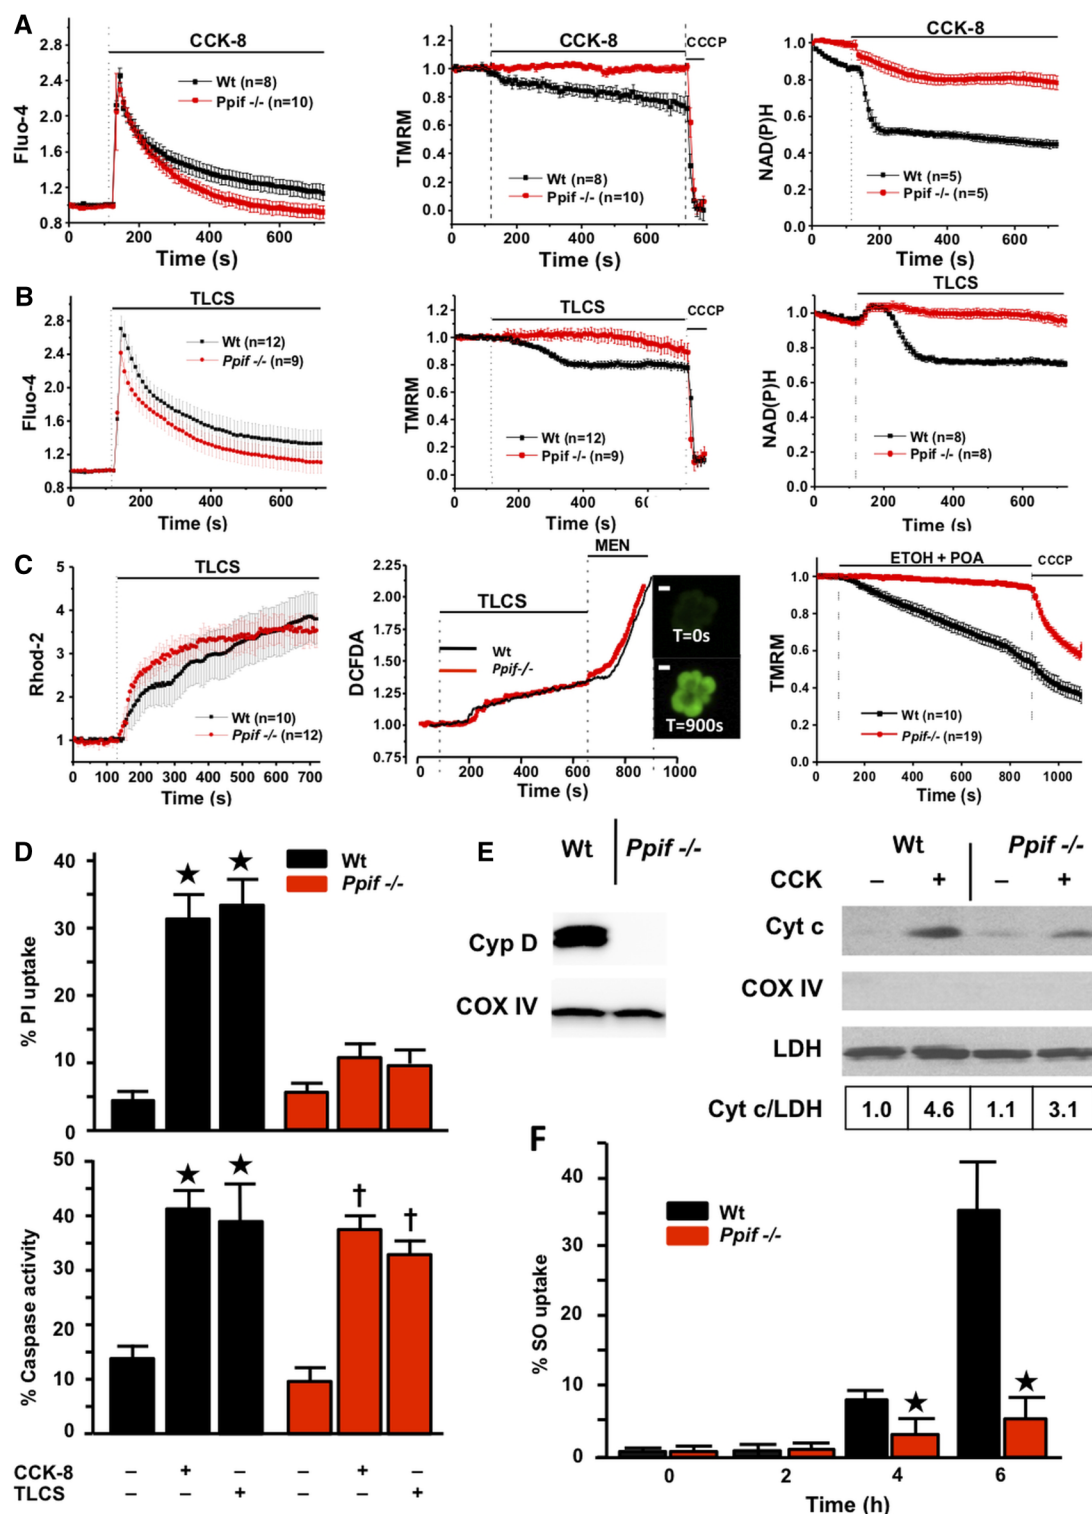 A
CCK-8
Fluo-4
2.8
2.4
2.0
1.6
1.2
0.8
Wt (n=8)
Ppif -/- (n=10)
0 200 400 600
Time (s)
CCK-8
CCCP
TMRM
1.2
1.0
0.8
0.6
0.4
0.2
0.0
Wt (n=8)
Ppif -/- (n=10)
0 200 400 600
Time (s)
CCK-8
NAD(P)H
1.0
0.8
0.6
0.4
0.2
0.0
Wt (n=5)
Ppif -/- (n=5)
0 200 400 600
Time (s)
B
TLCS
Fluo-4
2.8
2.4
2.0
1.6
1.2
0.8
Wt (n=12)
Ppif -/- (n=9)
0 200 400 600
Time (s)
TLCS
CCCP
TMRM
1.2
1.0
0.8
0.6
0.4
0.2
0.0
Wt (n=12)
Ppif -/- (n=9)
0 200 400
Time (s)
TLCS
NAD(P)H
1.0
0.8
0.6
0.4
0.2
0.0
Wt (n=8)
Ppif -/- (n=8)
0 200 400 600
Time (s)
C
TLCS
Rhod-2
5
4
3
2
1
Wt (n=10)
Ppif -/- (n=12)
0 100 200 300 400 500 600 700
Time (s)
MEN
TLCS
DCFDA
2.25
2.00
1.75
1.50
1.25
1.00
0.75
Wt
Ppif-/-
T=0s
T=900s
0 200 400 600 800 1000
Time (s)
ETOH + POA
CCCP
TMRM
1.0
0.8
0.6
0.4
0.2
0.0
Wt (n=10)
Ppif-/- (n=19)
0 200 400 600 800 1000
Time (s)
D
% PI uptake
40
30
20
10
0
★ ★
Wt
Ppif -/-
% Caspase activity
50
40
30
20
10
0
★ ★ † †
CCK-8 – + – – + –
TLCS – – + – – +
E
Wt Ppif -/-
Cyp D
COX IV
Wt Ppif -/-
CCK – + – +
Cyt c
COX IV
LDH
Cyt c/LDH 1.0 4.6 1.1 3.1
F
% SO uptake
40
30
20
10
0
Wt
Ppif -/-
★ ★
0 2 4 6
Time (h)